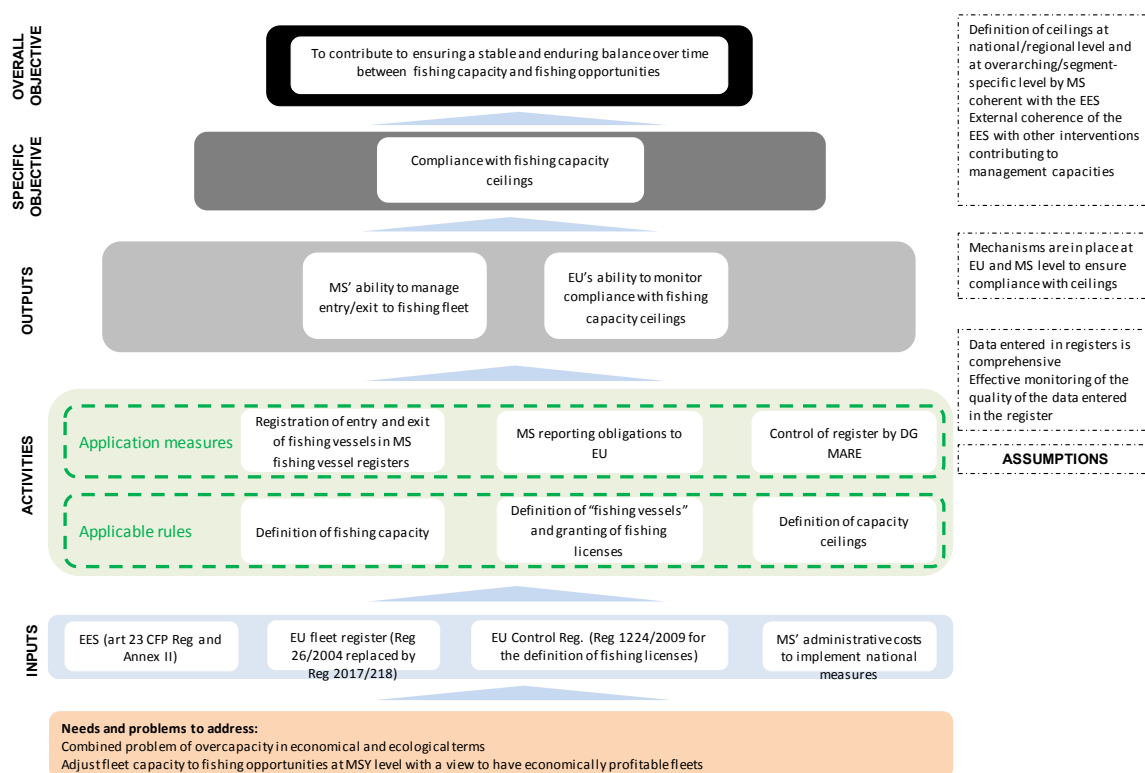 OVERALL
OBJECTIVE
To contribute to ensuring a stable and enduring balance over time
between fishing capacity and fishing opportunities
Definition of ceilings at
national/regional level and
at overarching/segment-
specific level by MS
coherent with the EES
External coherence of the
EES with other interventions
contributing to
management capacities
SPECIFIC
OBJECTIVE
Compliance with fishing capacity
ceilings
OUTPUTS
MS' ability to manage
entry/exit to fishing fleet
EU's ability to monitor
compliance with fishing
capacity ceilings
Mechanisms are in place at
EU and MS level to ensure
compliance with ceilings
Data entered in registers is
comprehensive
Effective monitoring of the
quality of the data entered
in the register
ASSUMPTIONS
ACTIVITIES
Application measures
Registration of entry and exit
of fishing vessels in MS
fishing vessel registers
MS reporting obligations to
EU
Control of register by DG
MARE
Applicable rules
Definition of fishing capacity
Definition of “fishing vessels”
and granting of fishing
licenses
Definition of capacity
ceilings
INPUTS
EES (art 23 CFP Reg and
Annex II)
EU fleet register (Reg
26/2004 replaced by
Reg 2017/218)
EU Control Reg. (Reg 1224/2009 for
the definition of fishing licenses)
MS' administrative costs
to implement national
measures
Needs and problems to address:
Combined problem of overcapacity in economical and ecological terms
Adjust fleet capacity to fishing opportunities at MSY level with a view to have economically profitable fleets